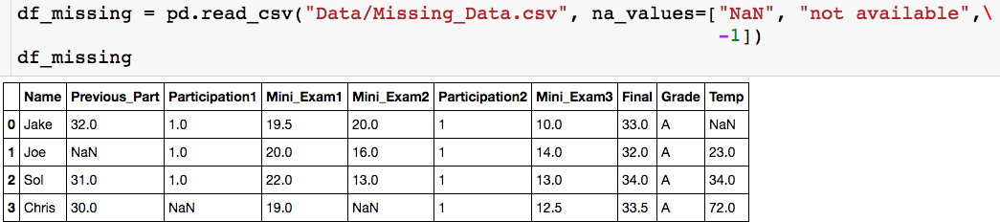 df_missing = pd.read_csv("Data/Missing_Data.csv", na_values=["NaN", "not available",\
-1])
df_missing
Name Previous_Part Participation1 Mini_Exam1 Mini_Exam2 Participation2 Mini_Exam3 Final Grade Temp
0 Jake 32.0 1.0 19.5 20.0 1 10.0 33.0 A NaN
1 Joe NaN 1.0 20.0 16.0 1 14.0 32.0 A 23.0
2 Sol 31.0 1.0 22.0 13.0 1 13.0 34.0 A 34.0
3 Chris 30.0 NaN 19.0 NaN 1 12.5 33.5 A 72.0